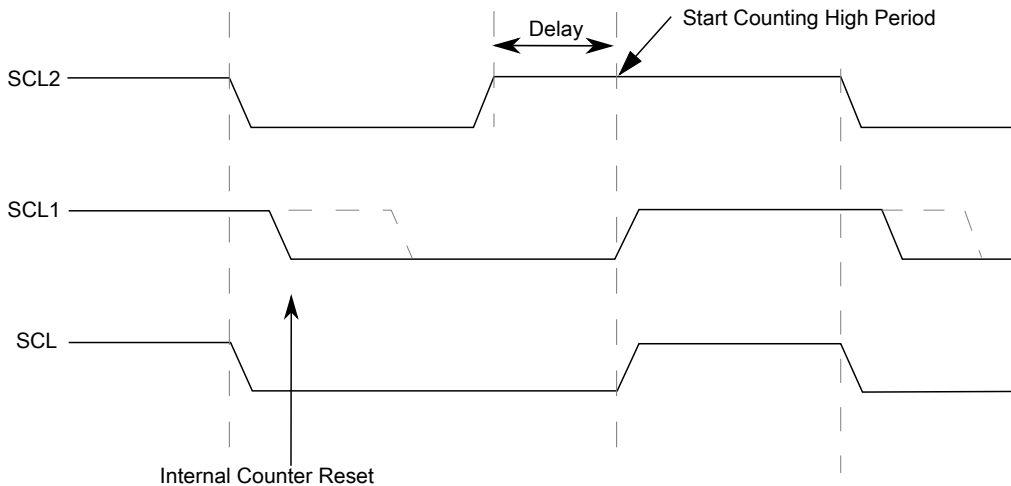 Start Counting High Period
Delay
SCL2
SCL1
SCL
Internal Counter Reset